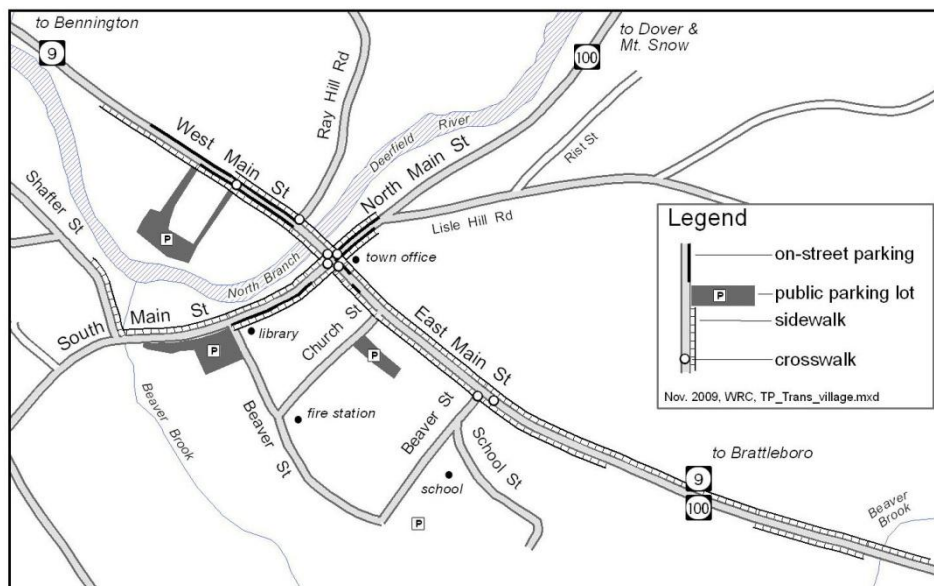 to Bennington
9
to Dover &
Mt. Snow
100
Ray Hill Rd
West Main St
Deerfield River
North Main St
Rist St
Shafter St
P
Lisle Hill Rd
North Branch
town office
South Main St
library
Church St
East Main St
P
P
Beaver Brook
Beaver St
fire station
Beaver St
School St
school
P
to Brattleboro
9
100
Beaver
Brook
Legend
on-street parking
P
public parking lot
sidewalk
crosswalk
Nov. 2009, WRC, TP_Trans_village.mxd